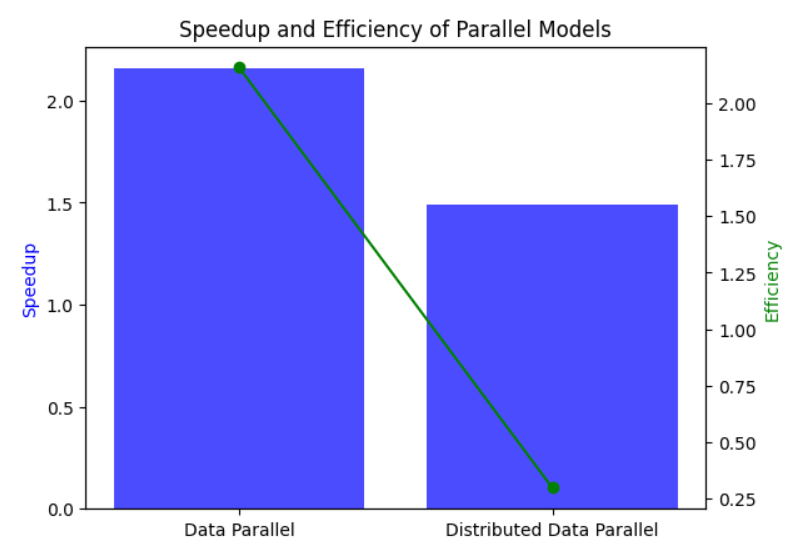 Speedup and Efficiency of Parallel Models
2.0
1.5
1.0
0.5
0.0
Speedup
2.00
1.75
1.50
1.25
1.00
0.75
0.50
0.25
Efficiency
Data Parallel
Distributed Data Parallel